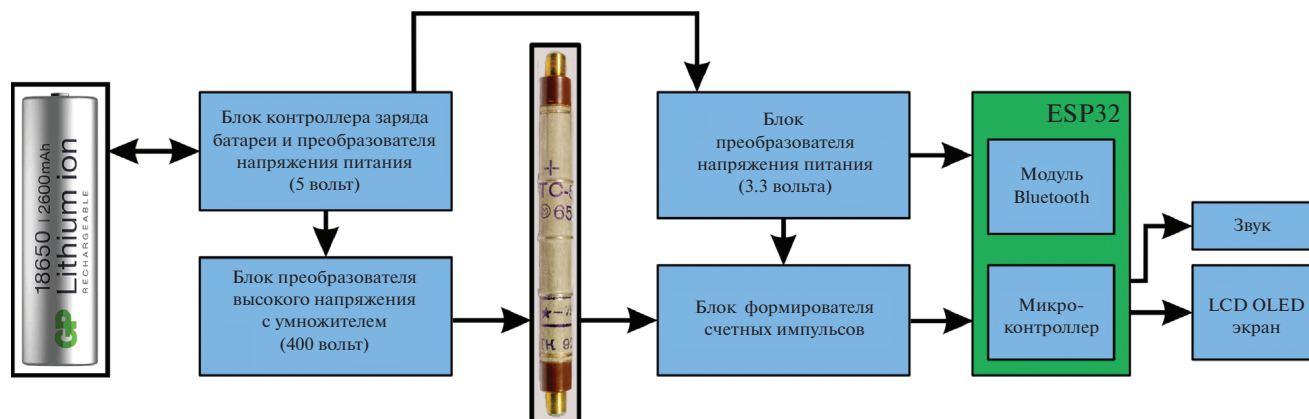 18650 | 2600mAh
Lithium ion
RECHARGEABLE
GP
Блок контроллера заряда
батареи и преобразователя
напряжения питания
(5 вольт)
Блок преобразователя
высокого напряжения
с умножителем
(400 вольт)
+
Блок
преобразователя
напряжения питания
(3.3 вольта)
Блок формирователя
счетных импульсов
ESP32
Модуль
Bluetooth
Микро-
контроллер
Звук
LCD OLED
экран